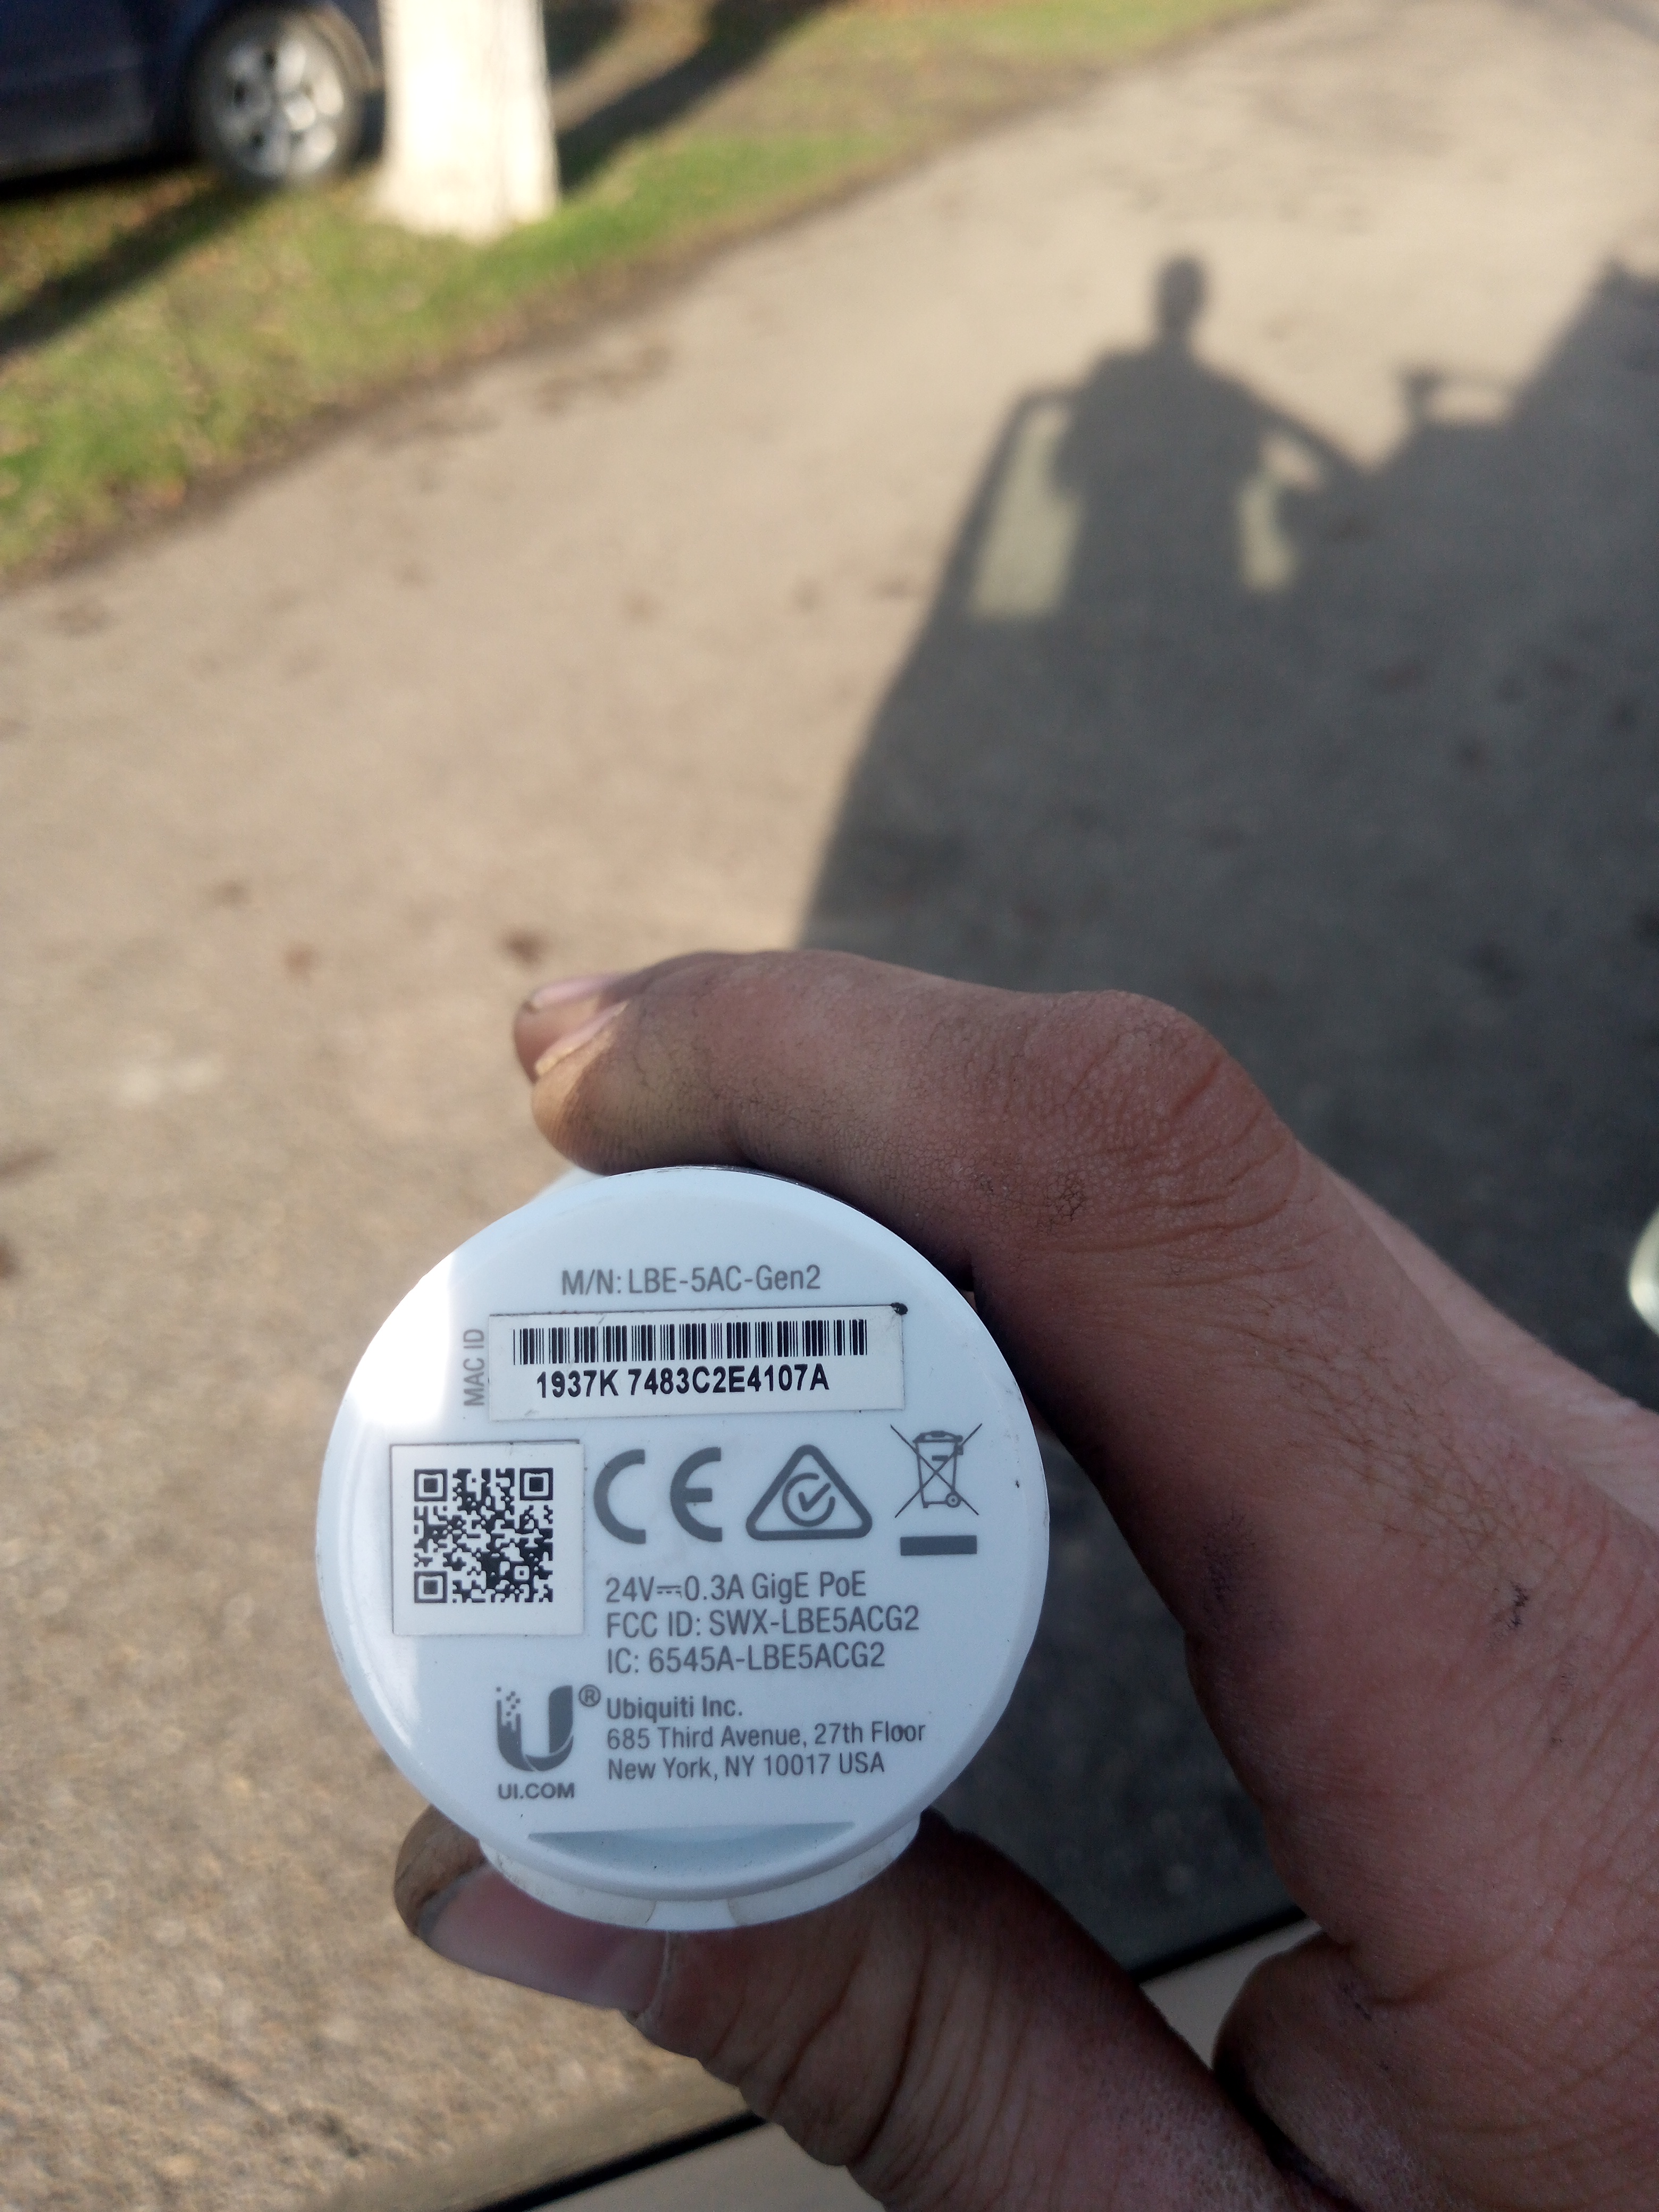 M/N: LBE-5AC-Gen2
MAC ID
1937K 7483C2E4107A
CE
24V⎓0.3A GigE PoE
FCC ID: SWX-LBE5ACG2
IC: 6545A-LBE5ACG2
U®
UI.COM
Ubiquiti Inc.
685 Third Avenue, 27th Floor
New York, NY 10017 USA